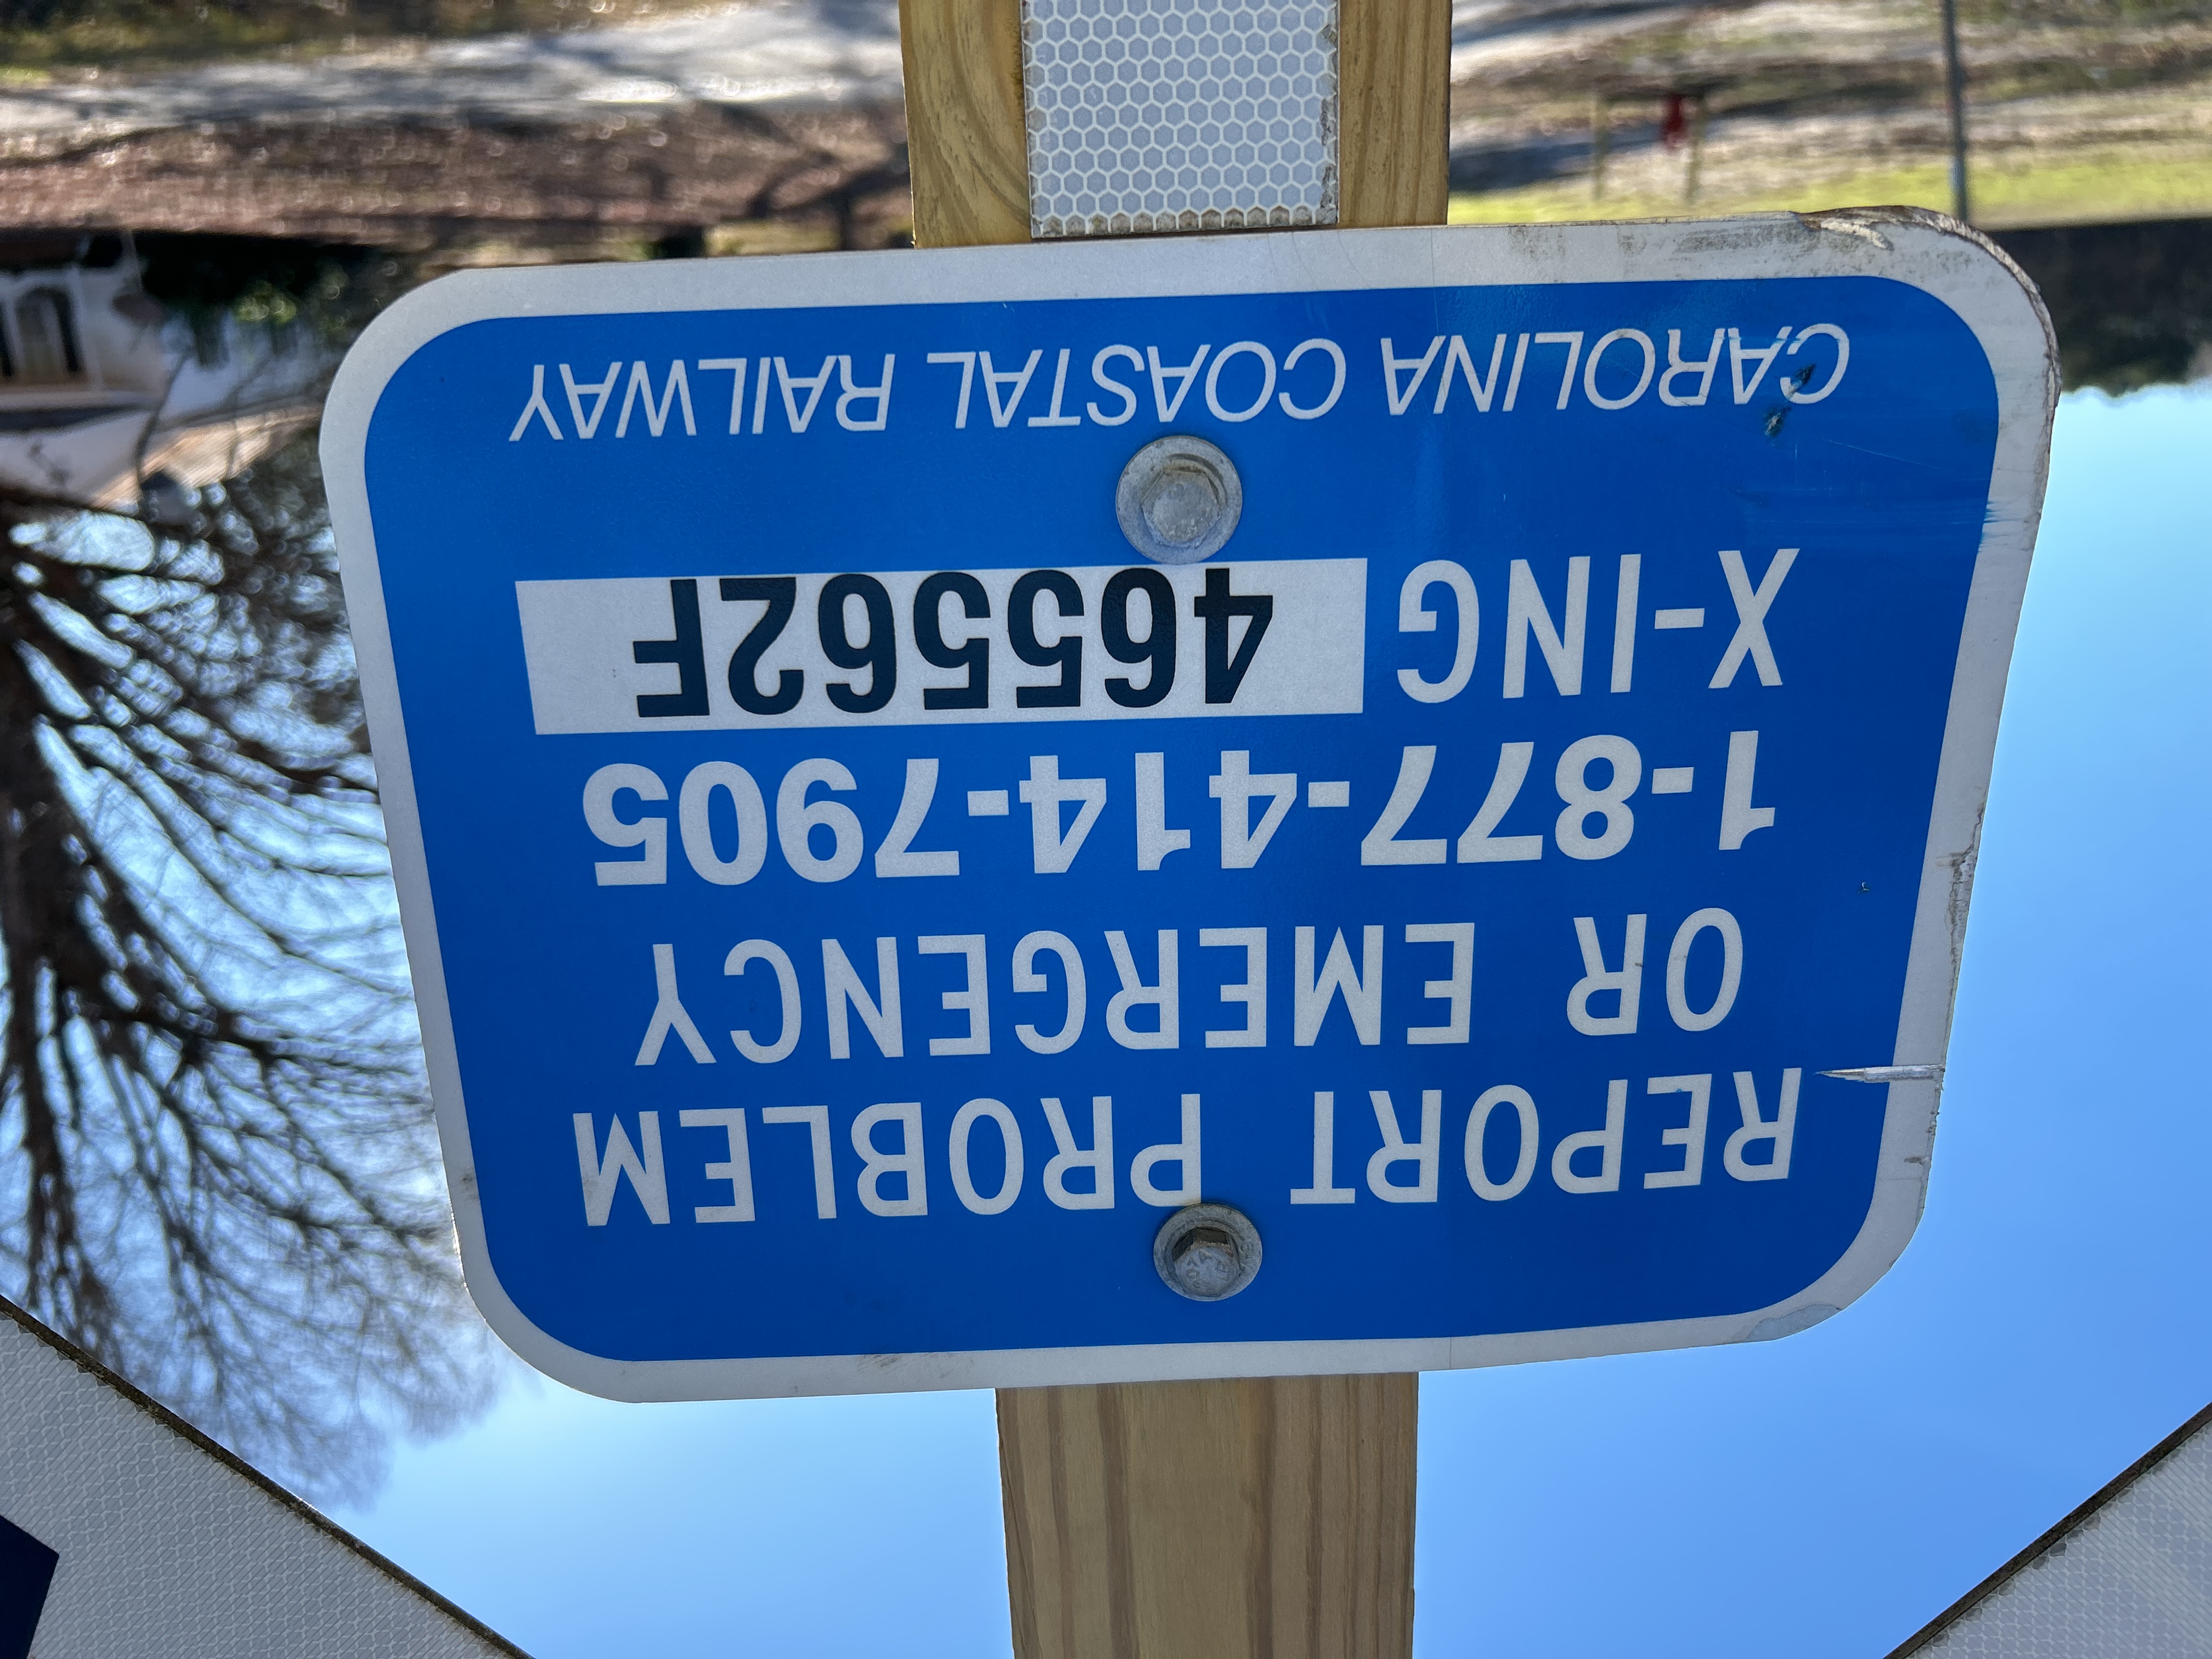 REPORT PROBLEM
OR EMERGENCY
1-877-414-7905
X-ING 465562F
CAROLINA COASTAL RAILWAY